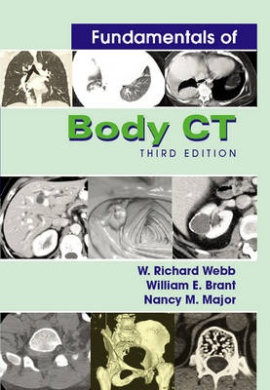 Fundamentals of
Body CT
THIRD EDITION
W. Richard Webb
William E. Brant
Nancy M. Major